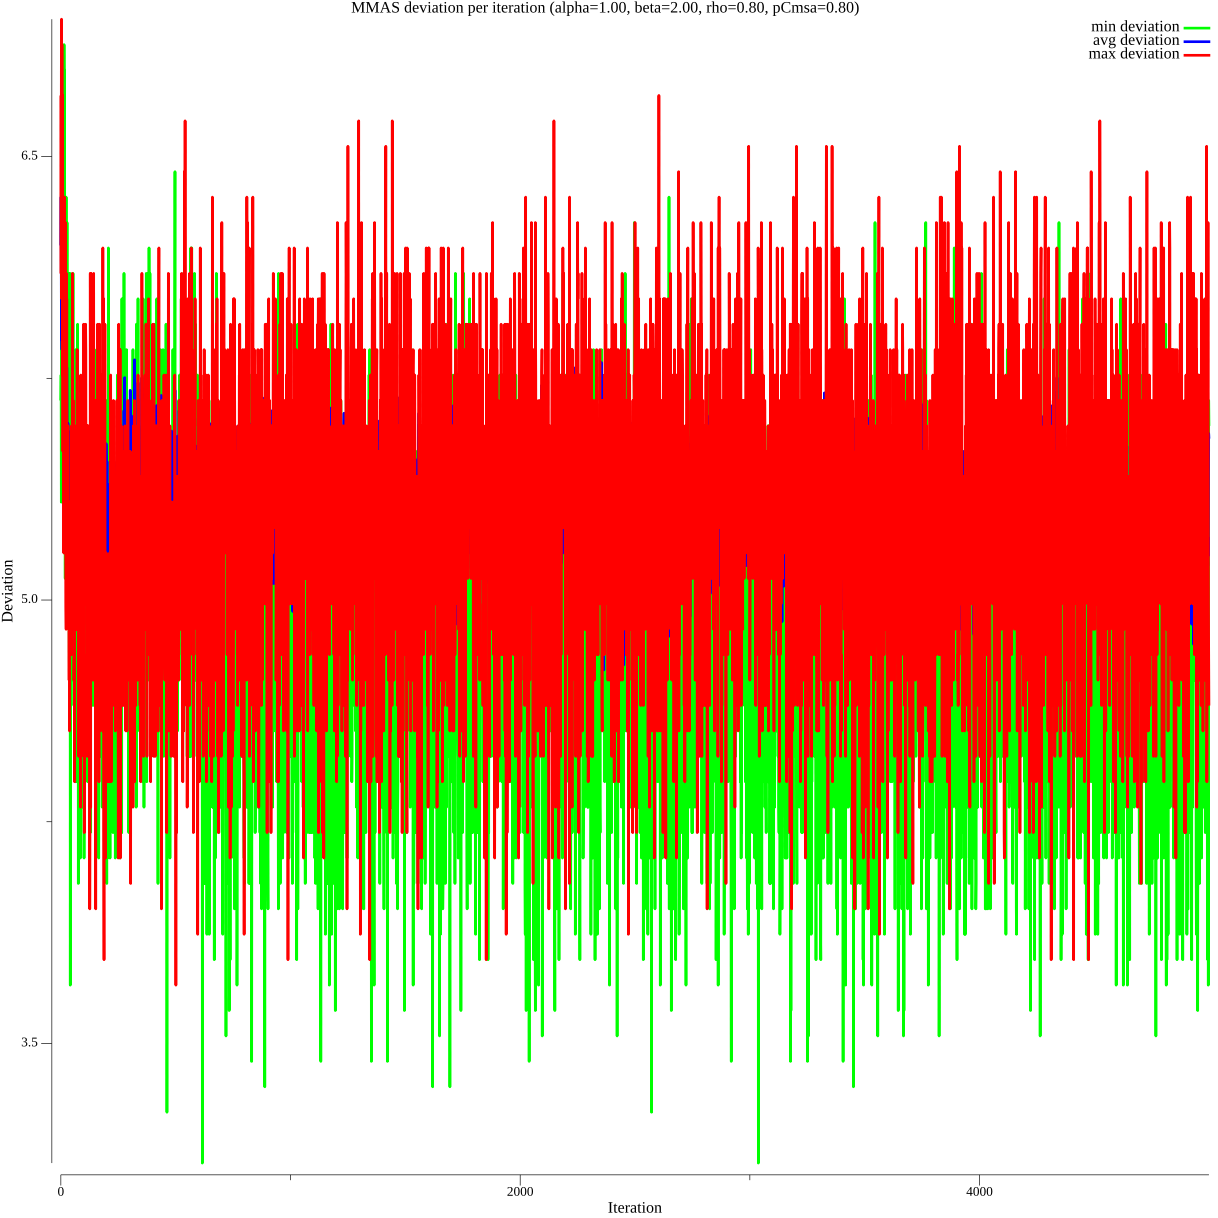 MMAS deviation per iteration (alpha=1.00, beta=2.00, rho=0.80, pCmsa=0.80)
min deviation
avg deviation
max deviation
6.5
5.0
3.5
Deviation
0
2000
4000
Iteration